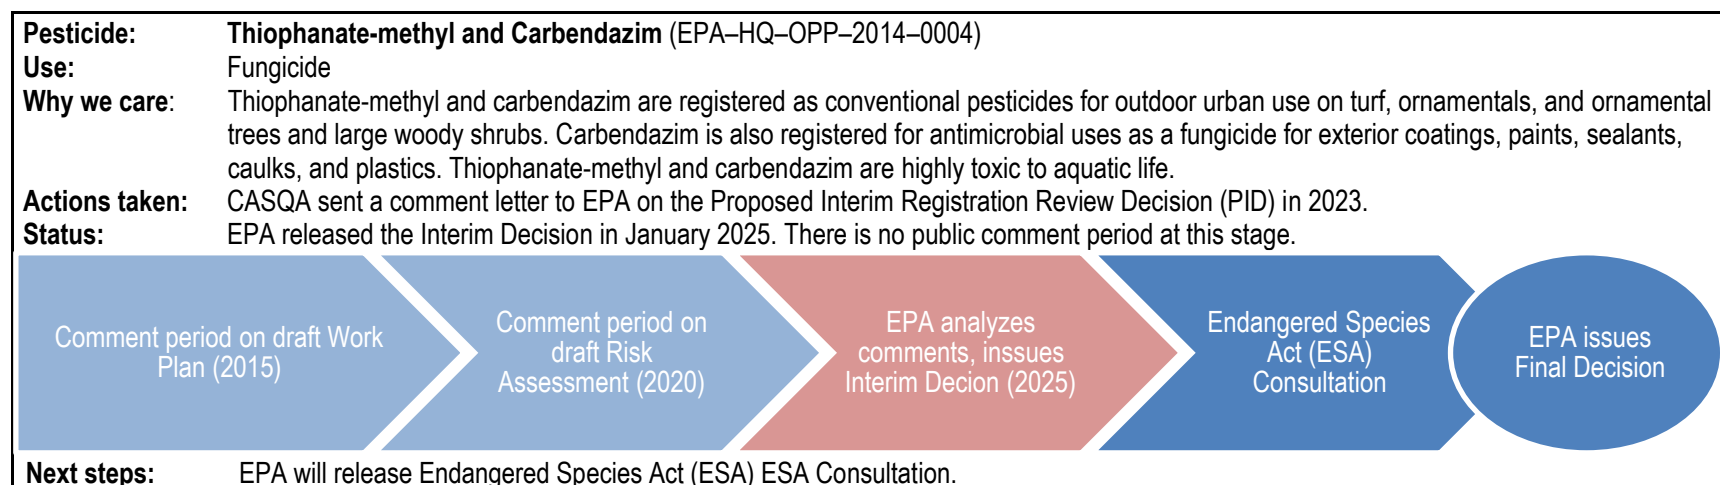 Pesticide: Thiophanate-methyl and Carbendazim (EPA–HQ–OPP–2014–0004)
Use: Fungicide
Why we care: Thiophanate-methyl and carbendazim are registered as conventional pesticides for outdoor urban use on turf, ornamentals, and ornamental
trees and large woody shrubs. Carbendazim is also registered for antimicrobial uses as a fungicide for exterior coatings, paints, sealants,
caulks, and plastics. Thiophanate-methyl and carbendazim are highly toxic to aquatic life.
Actions taken: CASQA sent a comment letter to EPA on the Proposed Interim Registration Review Decision (PID) in 2023.
Status: EPA released the Interim Decision in January 2025. There is no public comment period at this stage.
Comment period on draft Work
Plan (2015)
Comment period on
draft Risk
Assessment (2020)
EPA analyzes
comments, inssues
Interim Decion (2025)
Endangered Species
Act (ESA)
Consultation
EPA issues
Final Decision
Next steps: EPA will release Endangered Species Act (ESA) ESA Consultation.